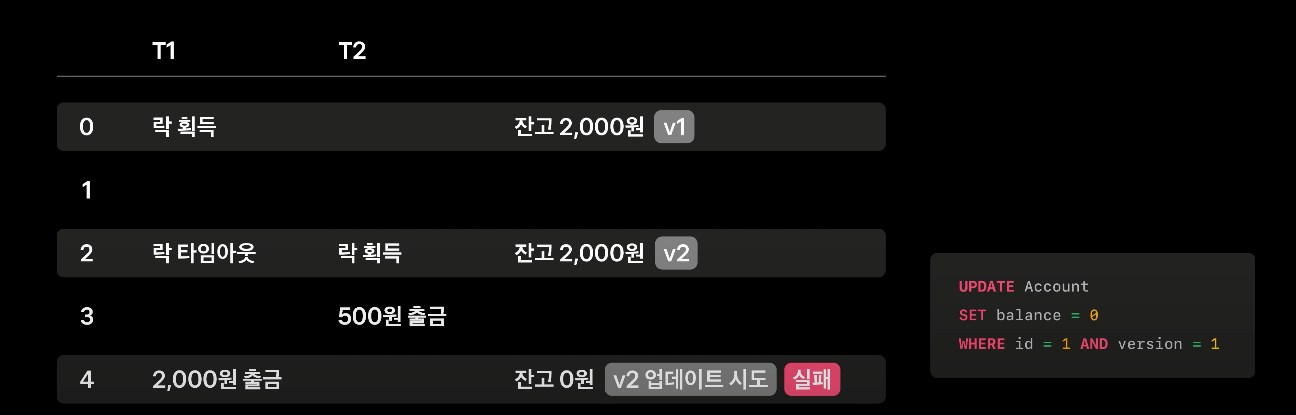 T1 T2
0 락 획득 잔고 2,000원 v1
1
2 락 타임아웃 락 획득 잔고 2,000원 v2
3 500원 출금
4 2,000원 출금 잔고 0원 v2 업데이트 시도 실패
UPDATE Account
SET balance = 0
WHERE id = 1 AND version = 1